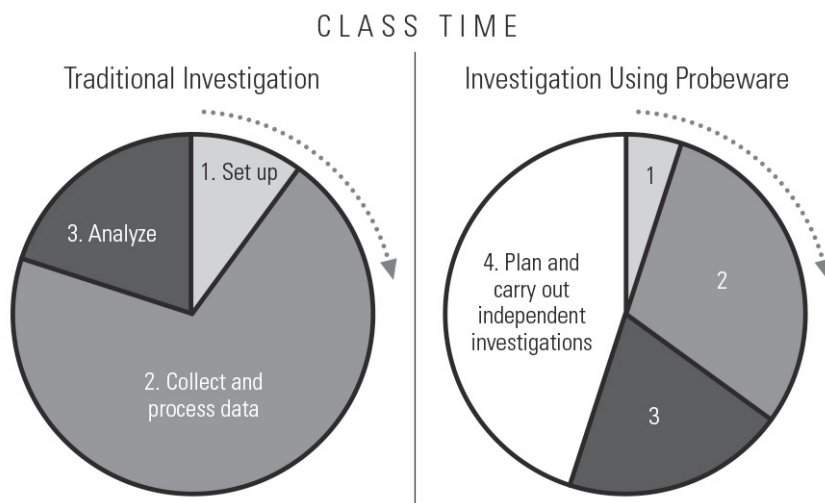 CLASS TIME
Traditional Investigation
1. Set up
3. Analyze
2. Collect and
process data
Investigation Using Probeware
1
2
4. Plan and
carry out
independent
investigations
3